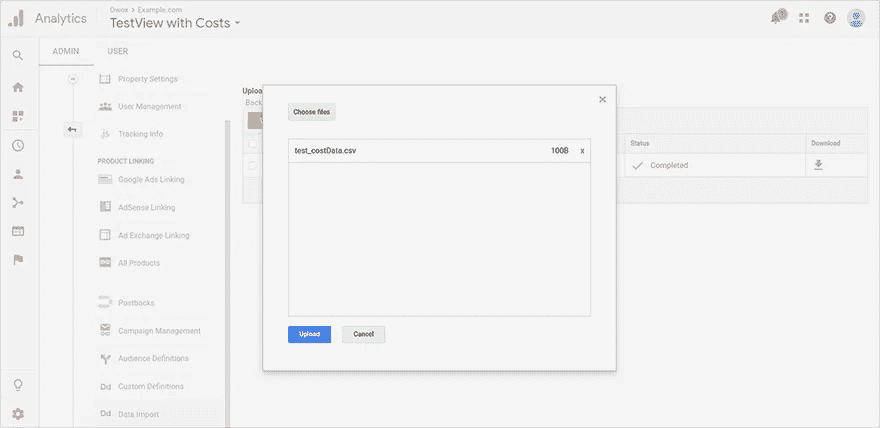 Owox > Example.com
Analytics
TestView with Costs
ADMIN
USER
Property Settings
User Management
.js
Tracking Info
PRODUCT LINKING
Google Ads Linking
AdSense Linking
Ad Exchange Linking
All Products
Postbacks
Campaign Management
Audience Definitions
Dd
Custom Definitions
Dd
Data Import
Choose files
test_costData.csv
100B
x
Upload
Cancel
Status
Download
Completed